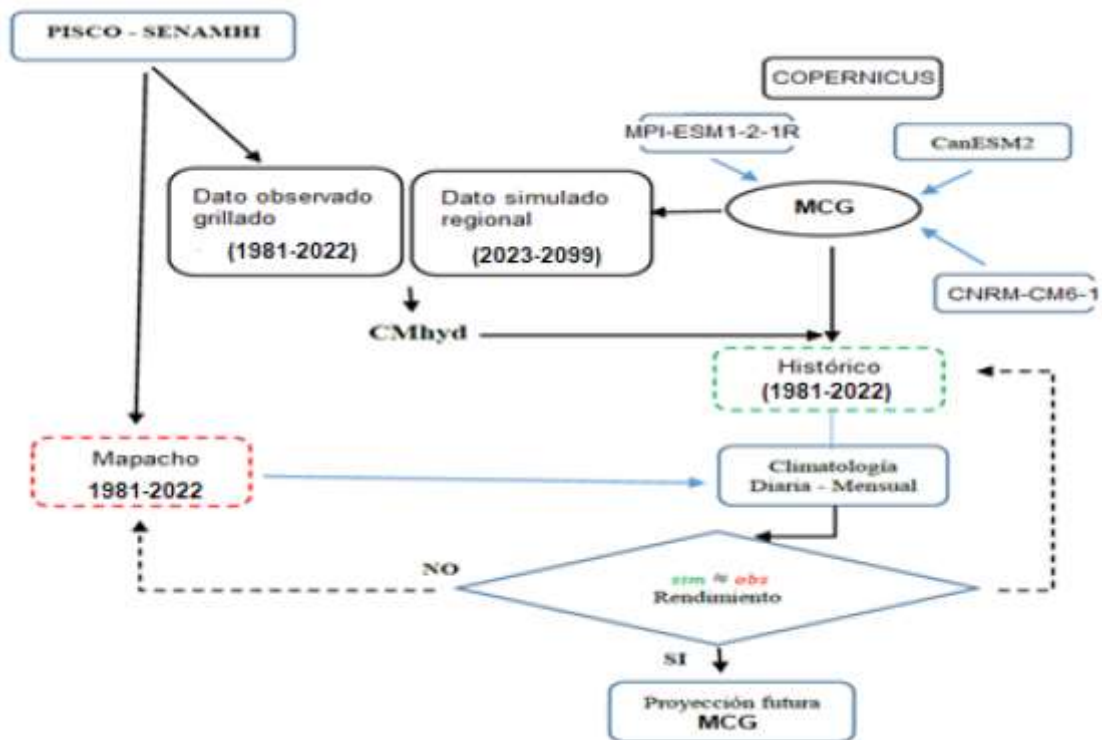 PISCO - SENAMHI
COPERNICUS
MPI-ESM1-2-1R
CanESM2
Dato observado
grillado
(1981-2022)
Dato simulado
regional
(2023-2099)
MCG
CNRM-CM6-1
CMhyd
Histórico
(1981-2022)
Mapacho
1981-2022
Climatología
Diaria - Mensual
NO
sim ≈ obs
Rendimiento
SI
Proyección futura
MCG